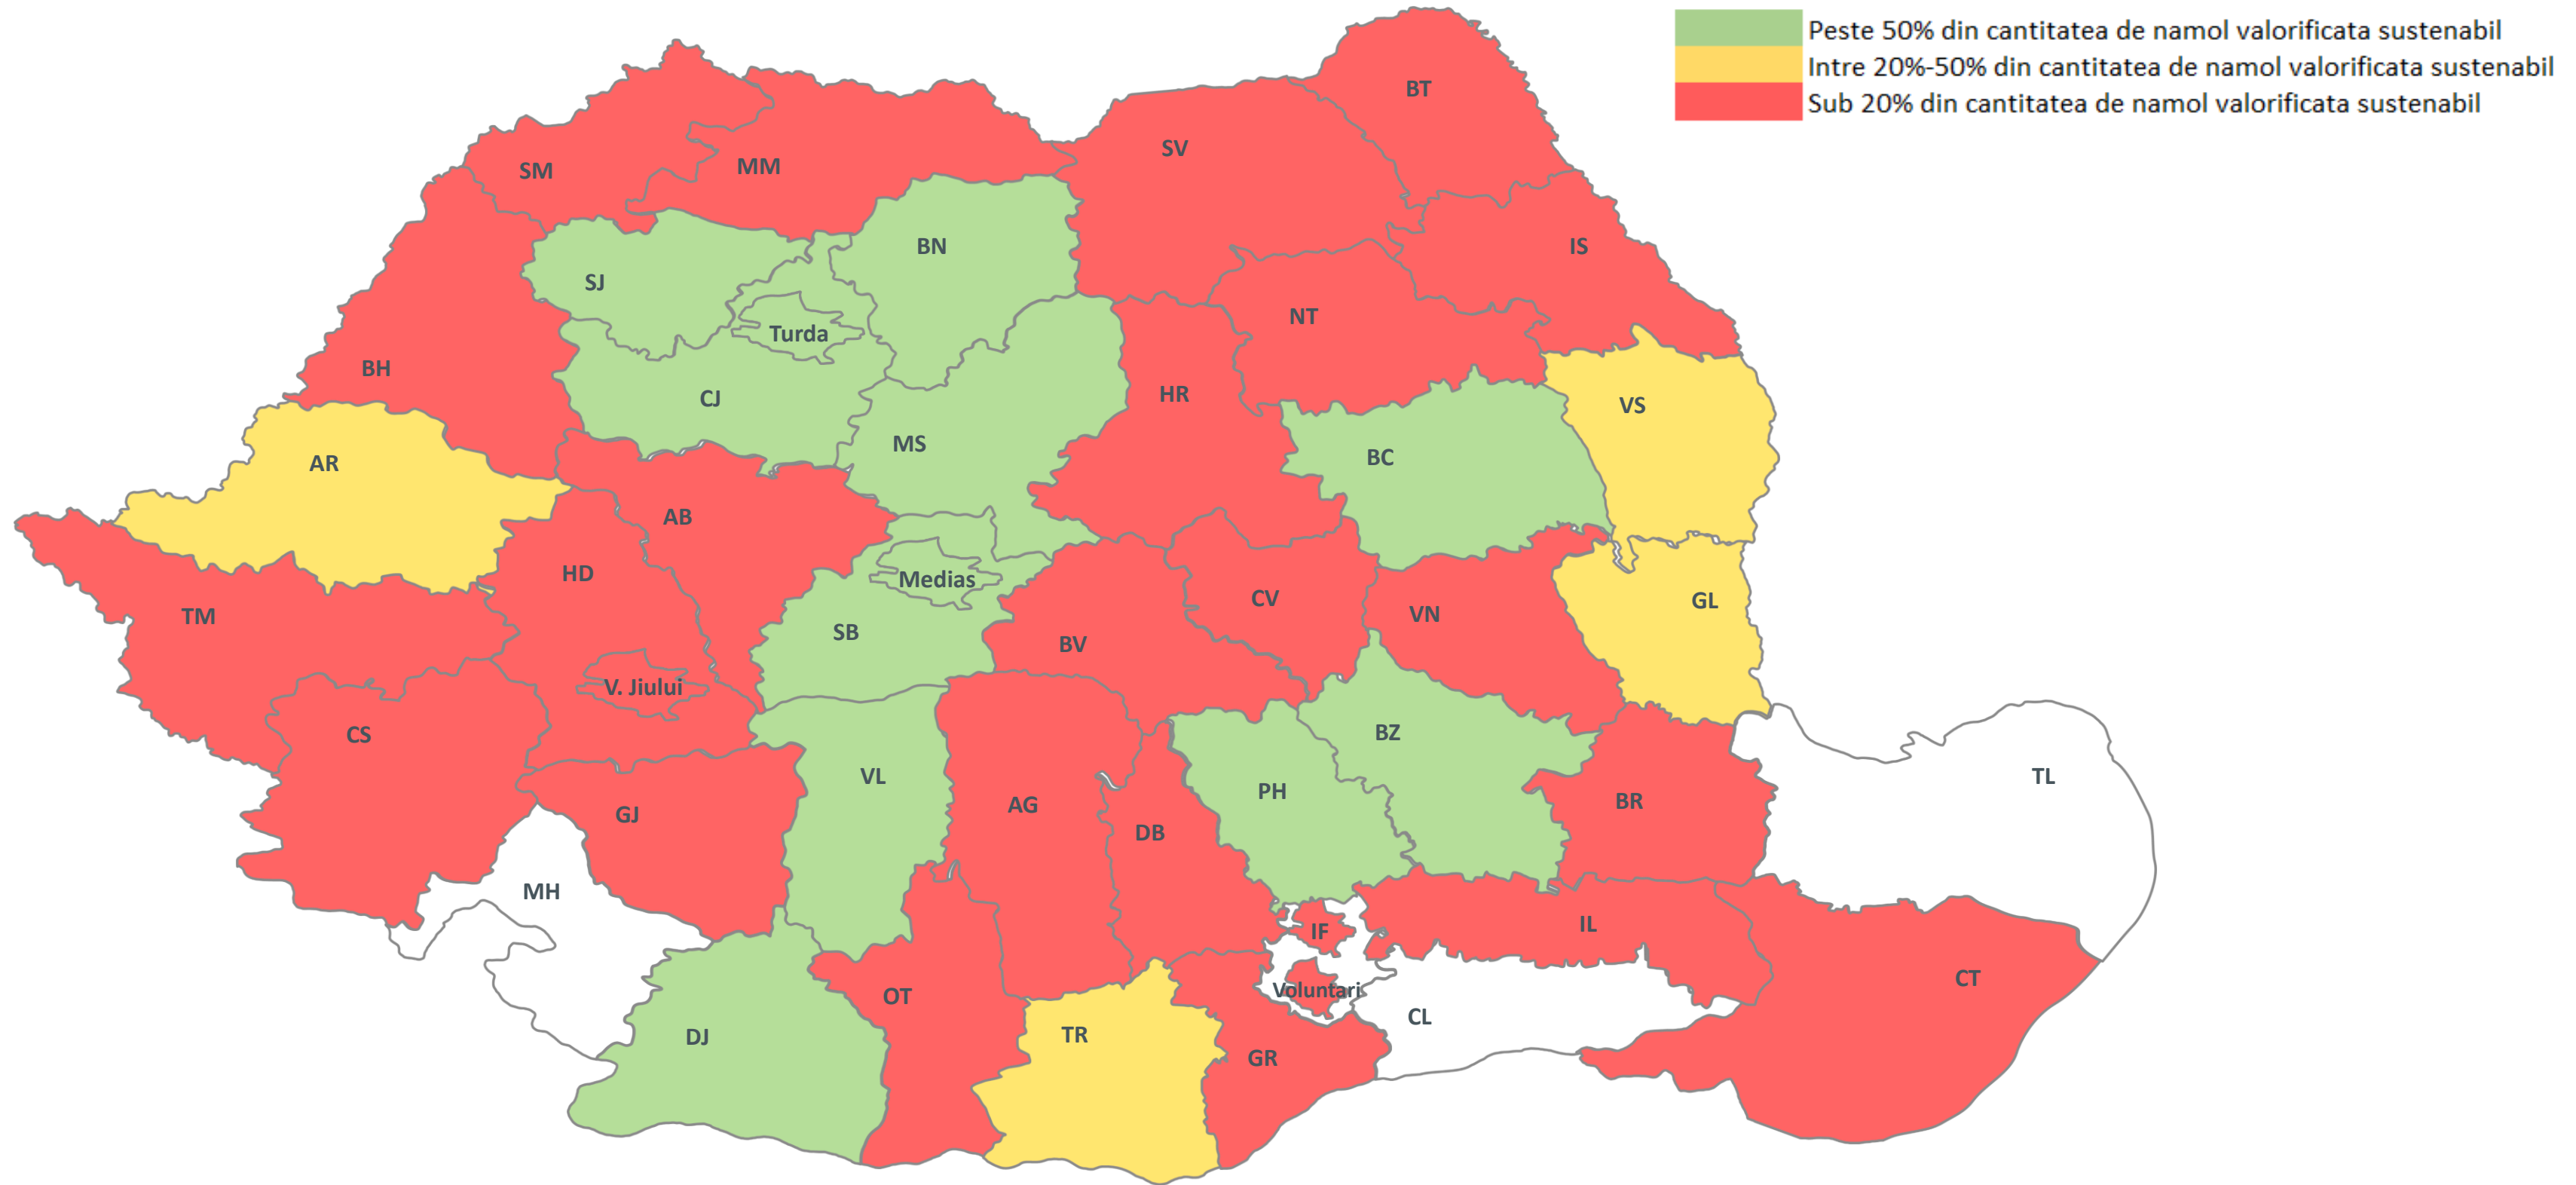 Peste 50% din cantitatea de namol valorificata sustenabil
Intre 20%-50% din cantitatea de namol valorificata sustenabil
Sub 20% din cantitatea de namol valorificata sustenabil
BT
SV
MM
SM
BN
IS
SJ
NT
Turda
BH
HR
CJ
VS
MS
BC
AR
AB
HD
Medias
CV
GL
VN
TM
SB
BV
V. Jiului
BZ
CS
VL
TL
PH
BR
AG
GJ
DB
MH
IL
IF
CT
Voluntari
OT
CL
TR
DJ
GR